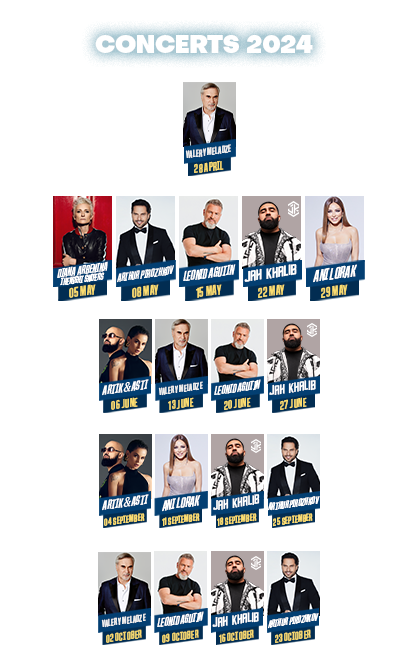 CONCERTS 2024
VALERY MELADZE
28 APRIL
DIANA ARBENINA
THE NIGHT SNIPERS
05 MAY
ARTHUR PIROZHKOV
08 MAY
LEONID AGUTIN
15 MAY
JAH KHALIB
22 MAY
ANI LORAK
29 MAY
ARTIK & ASTI
06 JUNE
VALERY MELADZE
13 JUNE
LEONID AGUTIN
20 JUNE
JAH KHALIB
27 JUNE
ARTIK & ASTI
04 SEPTEMBER
ANI LORAK
11 SEPTEMBER
JAH KHALIB
18 SEPTEMBER
ARTHUR PIROZHKOV
25 SEPTEMBER
VALERY MELADZE
02 OCTOBER
LEONID AGUTIN
09 OCTOBER
JAH KHALIB
16 OCTOBER
ARTHUR PIROZHKOV
23 OCTOBER